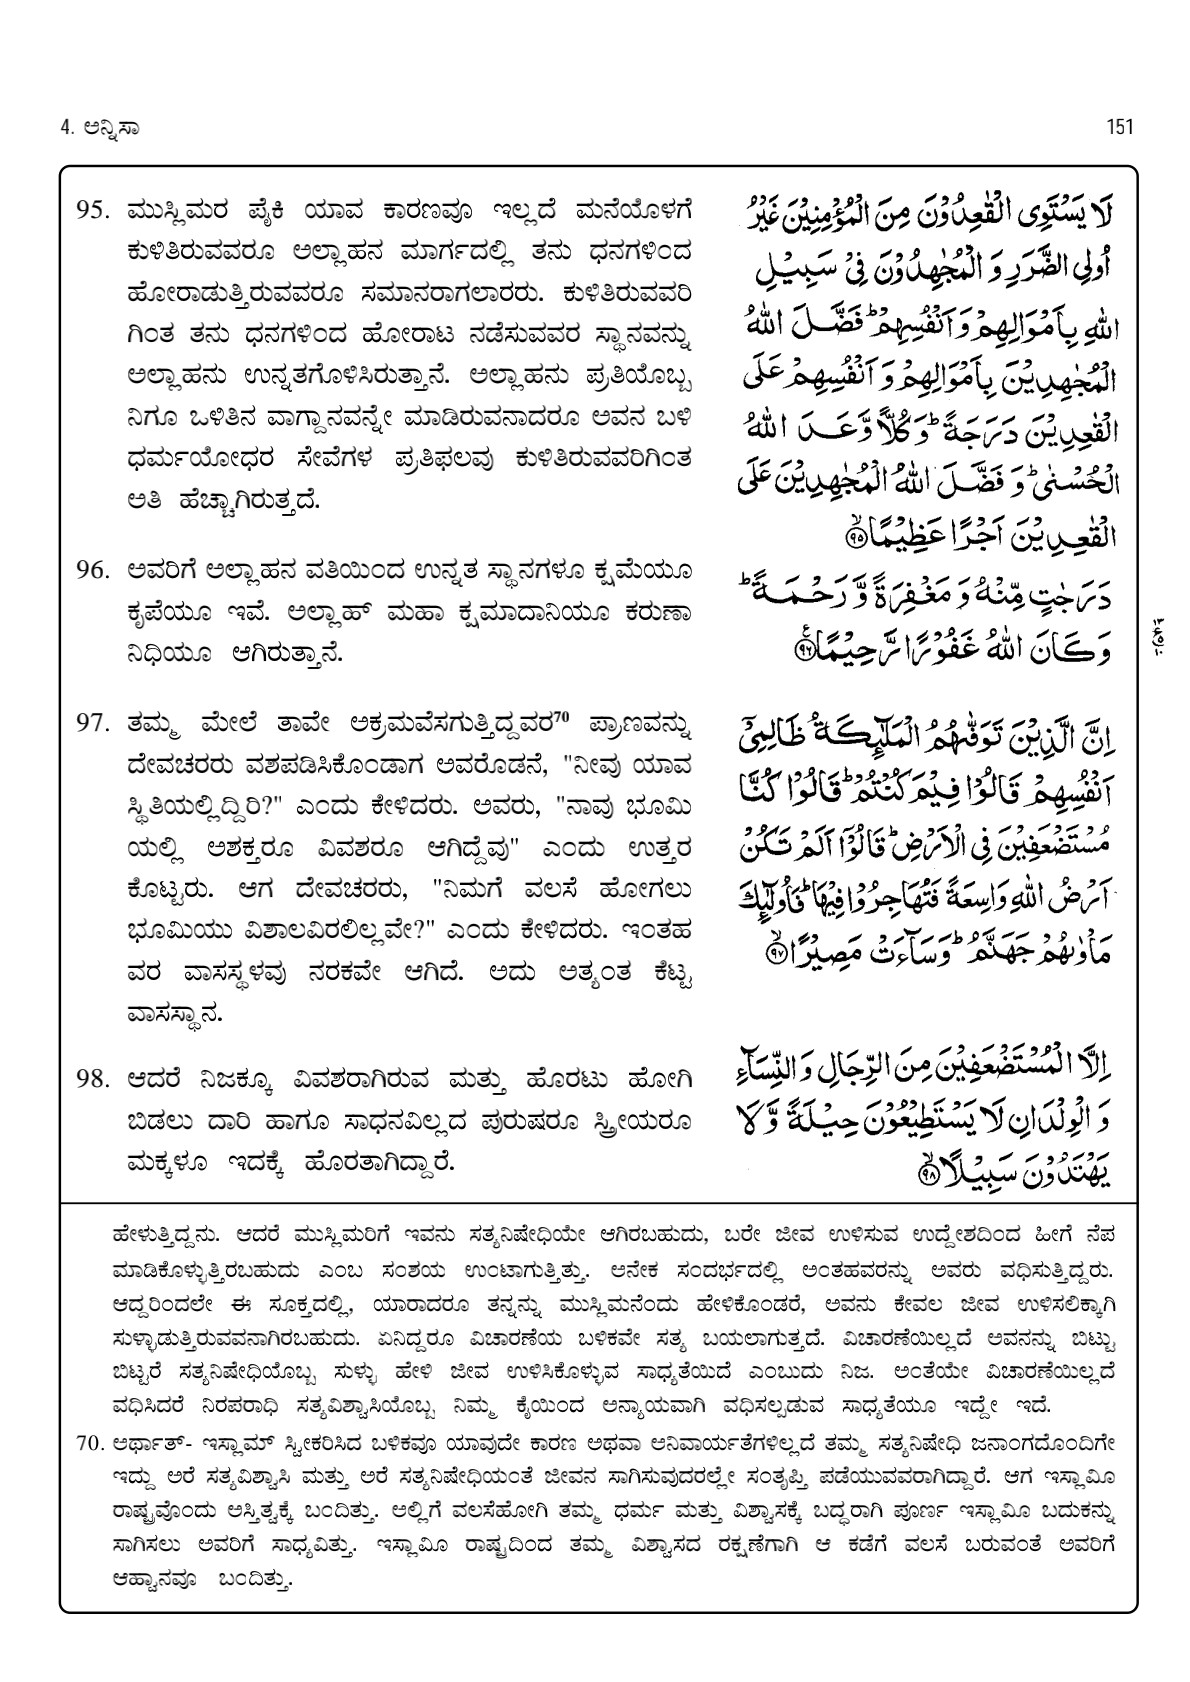 4. ಅನ್ನಿಸಾ
151
95. ಮುಸ್ಲಿಮರ ಪೈಕಿ ಯಾವ ಕಾರಣವೂ ಇಲ್ಲದೆ ಮನೆಯೊಳಗೆ
ಕುಳಿತಿರುವವರೂ ಅಲ್ಲಾಹನ ಮಾರ್ಗದಲ್ಲಿ ತನು ಧನಗಳಿಂದ
ಹೋರಾಡುತ್ತಿರುವವರೂ ಸಮಾನರಾಗಲಾರರು. ಕುಳಿತಿರುವವರಿ
ಗಿಂತ ತನು ಧನಗಳಿಂದ ಹೋರಾಟ ನಡೆಸುವವರ ಸ್ಥಾನವನ್ನು
ಅಲ್ಲಾಹನು ಉನ್ನತಗೊಳಿಸಿರುತ್ತಾನೆ. ಅಲ್ಲಾಹನು ಪ್ರತಿಯೊಬ್ಬ
ನಿಗೂ ಒಳಿತಿನ ವಾಗ್ದಾನವನ್ನೇ ಮಾಡಿರುವನಾದರೂ ಅವನ ಬಳಿ
ಧರ್ಮಯೋಧರ ಸೇವೆಗಳ ಪ್ರತಿಫಲವು ಕುಳಿತಿರುವವರಿಗಿಂತ
ಅತಿ ಹೆಚ್ಚಾಗಿರುತ್ತದೆ.
لَا يَسْتَوِى الْقٰعِدُوْنَ مِنَ الْمُؤْمِنِيْنَ غَيْرُ
اُولِى الضَّرَرِ وَ الْمُجٰهِدُوْنَ فِىْ سَبِيْلِ
اللهِ بِاَمْوَالِهِمْ وَ اَنْفُسِهِمْ ؕ فَضَّلَ اللهُ
الْمُجٰهِدِيْنَ بِاَمْوَالِهِمْ وَ اَنْفُسِهِمْ عَلَى
الْقٰعِدِيْنَ دَرَجَةً ؕ وَ كُلًّا وَّعَدَ اللهُ
الْحُسْنٰى ؕ وَ فَضَّلَ اللهُ الْمُجٰهِدِيْنَ عَلَى
الْقٰعِدِيْنَ اَجْرًا عَظِيْمًا ۙ۹۵
96. ಅವರಿಗೆ ಅಲ್ಲಾಹನ ವತಿಯಿಂದ ಉನ್ನತ ಸ್ಥಾನಗಳೂ ಕ್ಷಮೆಯೂ
ಕೃಪೆಯೂ ಇವೆ. ಅಲ್ಲಾಹ್ ಮಹಾ ಕ್ಷಮಾದಾನಿಯೂ ಕರುಣಾ
ನಿಧಿಯೂ ಆಗಿರುತ್ತಾನೆ.
دَرَجٰتٍ مِّنْهُ وَ مَغْفِرَةً وَّ رَحْمَةً ؕ
وَ كَانَ اللهُ غَفُوْرًا رَّحِيْمًا ۹۶
97. ತಮ್ಮ ಮೇಲೆ ತಾವೇ ಅಕ್ರಮವೆಸಗುತ್ತಿದ್ದವರ70 ಪ್ರಾಣವನ್ನು
ದೇವಚರರು ವಶಪಡಿಸಿಕೊಂಡಾಗ ಅವರೊಡನೆ, "ನೀವು ಯಾವ
ಸ್ಥಿತಿಯಲ್ಲಿದ್ದಿರಿ?" ಎಂದು ಕೇಳಿದರು. ಅವರು, "ನಾವು ಭೂಮಿ
ಯಲ್ಲಿ ಅಶಕ್ತರೂ ವಿವಶರೂ ಆಗಿದ್ದೆವು" ಎಂದು ಉತ್ತರ
ಕೊಟ್ಟರು. ಆಗ ದೇವಚರರು, "ನಿಮಗೆ ವಲಸೆ ಹೋಗಲು
ಭೂಮಿಯು ವಿಶಾಲವಿರಲಿಲ್ಲವೇ?" ಎಂದು ಕೇಳಿದರು. ಇಂತಹ
ವರ ವಾಸಸ್ಥಳವು ನರಕವೇ ಆಗಿದೆ. ಅದು ಅತ್ಯಂತ ಕೆಟ್ಟ
ವಾಸಸ್ಥಾನ.
اِنَّ الَّذِيْنَ تَوَفّٰىهُمُ الْمَلٰٓئِكَةُ ظَالِمِىْٓ
اَنْفُسِهِمْ قَالُوْا فِيْمَ كُنْتُمْ ؕ قَالُوْا كُنَّا
مُسْتَضْعَفِيْنَ فِى الْاَرْضِ ؕ قَالُوْٓا اَلَمْ تَكُنْ
اَرْضُ اللهِ وَاسِعَةً فَتُهَاجِرُوْا فِيْهَا ؕ فَاُولٰٓئِكَ
مَاْوٰىهُمْ جَهَنَّمُ ؕ وَ سَآءَتْ مَصِيْرًا ۙ۹۷
98. ಆದರೆ ನಿಜಕ್ಕೂ ವಿವಶರಾಗಿರುವ ಮತ್ತು ಹೊರಟು ಹೋಗಿ
ಬಿಡಲು ದಾರಿ ಹಾಗೂ ಸಾಧನವಿಲ್ಲದ ಪುರುಷರೂ ಸ್ತ್ರೀಯರೂ
ಮಕ್ಕಳೂ ಇದಕ್ಕೆ ಹೊರತಾಗಿದ್ದಾರೆ.
اِلَّا الْمُسْتَضْعَفِيْنَ مِنَ الرِّجَالِ وَ النِّسَآءِ
وَ الْوِلْدَانِ لَا يَسْتَطِيْعُوْنَ حِيْلَةً وَّ لَا
يَهْتَدُوْنَ سَبِيْلًا ۙ۹۸
ಹೇಳುತ್ತಿದ್ದನು. ಆದರೆ ಮುಸ್ಲಿಮರಿಗೆ ಇವನು ಸತ್ಯನಿಷೇಧಿಯೇ ಆಗಿರಬಹುದು, ಬರೇ ಜೀವ ಉಳಿಸುವ ಉದ್ದೇಶದಿಂದ ಹೀಗೆ ನೆಪ
ಮಾಡಿಕೊಳ್ಳುತ್ತಿರಬಹುದು ಎಂಬ ಸಂಶಯ ಉಂಟಾಗುತ್ತಿತ್ತು. ಅನೇಕ ಸಂದರ್ಭದಲ್ಲಿ ಅಂತಹವರನ್ನು ಅವರು ವಧಿಸುತ್ತಿದ್ದರು.
ಆದ್ದರಿಂದಲೇ ಈ ಸೂಕ್ತದಲ್ಲಿ, ಯಾರಾದರೂ ತನ್ನನ್ನು ಮುಸ್ಲಿಮನೆಂದು ಹೇಳಿಕೊಂಡರೆ, ಅವನು ಕೇವಲ ಜೀವ ಉಳಿಸಲಿಕ್ಕಾಗಿ
ಸುಳ್ಳಾಡುತ್ತಿರುವವನಾಗಿರಬಹುದು. ಏನಿದ್ದರೂ ವಿಚಾರಣೆಯ ಬಳಿಕವೇ ಸತ್ಯ ಬಯಲಾಗುತ್ತದೆ. ವಿಚಾರಣೆಯಿಲ್ಲದೆ ಅವನನ್ನು ಬಿಟ್ಟು
ಬಿಟ್ಟರೆ ಸತ್ಯನಿಷೇಧಿಯೊಬ್ಬ ಸುಳ್ಳು ಹೇಳಿ ಜೀವ ಉಳಿಸಿಕೊಳ್ಳುವ ಸಾಧ್ಯತೆಯಿದೆ ಎಂಬುದು ನಿಜ. ಅಂತೆಯೇ ವಿಚಾರಣೆಯಿಲ್ಲದೆ
ವಧಿಸಿದರೆ ನಿರಪರಾಧಿ ಸತ್ಯವಿಶ್ವಾಸಿಯೊಬ್ಬ ನಿಮ್ಮ ಕೈಯಿಂದ ಅನ್ಯಾಯವಾಗಿ ವಧಿಸಲ್ಪಡುವ ಸಾಧ್ಯತೆಯೂ ಇದ್ದೇ ಇದೆ.
70. ಅರ್ಥಾತ್- ಇಸ್ಲಾಮ್ ಸ್ವೀಕರಿಸಿದ ಬಳಿಕವೂ ಯಾವುದೇ ಕಾರಣ ಅಥವಾ ಅನಿವಾರ್ಯತೆಗಳಿಲ್ಲದೆ ತಮ್ಮ ಸತ್ಯನಿಷೇಧಿ ಜನಾಂಗದೊಂದಿಗೇ
ಇದ್ದು ಅರೆ ಸತ್ಯವಿಶ್ವಾಸಿ ಮತ್ತು ಅರೆ ಸತ್ಯನಿಷೇಧಿಯಂತೆ ಜೀವನ ಸಾಗಿಸುವುದರಲ್ಲೇ ಸಂತೃಪ್ತಿ ಪಡೆಯುವವರಾಗಿದ್ದಾರೆ. ಆಗ ಇಸ್ಲಾಮೀ
ರಾಷ್ಟ್ರವೊಂದು ಅಸ್ತಿತ್ವಕ್ಕೆ ಬಂದಿತ್ತು. ಅಲ್ಲಿಗೆ ವಲಸೆಹೋಗಿ ತಮ್ಮ ಧರ್ಮ ಮತ್ತು ವಿಶ್ವಾಸಕ್ಕೆ ಬದ್ಧರಾಗಿ ಪೂರ್ಣ ಇಸ್ಲಾಮೀ ಬದುಕನ್ನು
ಸಾಗಿಸಲು ಅವರಿಗೆ ಸಾಧ್ಯವಿತ್ತು. ಇಸ್ಲಾಮೀ ರಾಷ್ಟ್ರದಿಂದ ತಮ್ಮ ವಿಶ್ವಾಸದ ರಕ್ಷಣೆಗಾಗಿ ಆ ಕಡೆಗೆ ವಲಸೆ ಬರುವಂತೆ ಅವರಿಗೆ
ಆಹ್ವಾನವೂ ಬಂದಿತ್ತು.